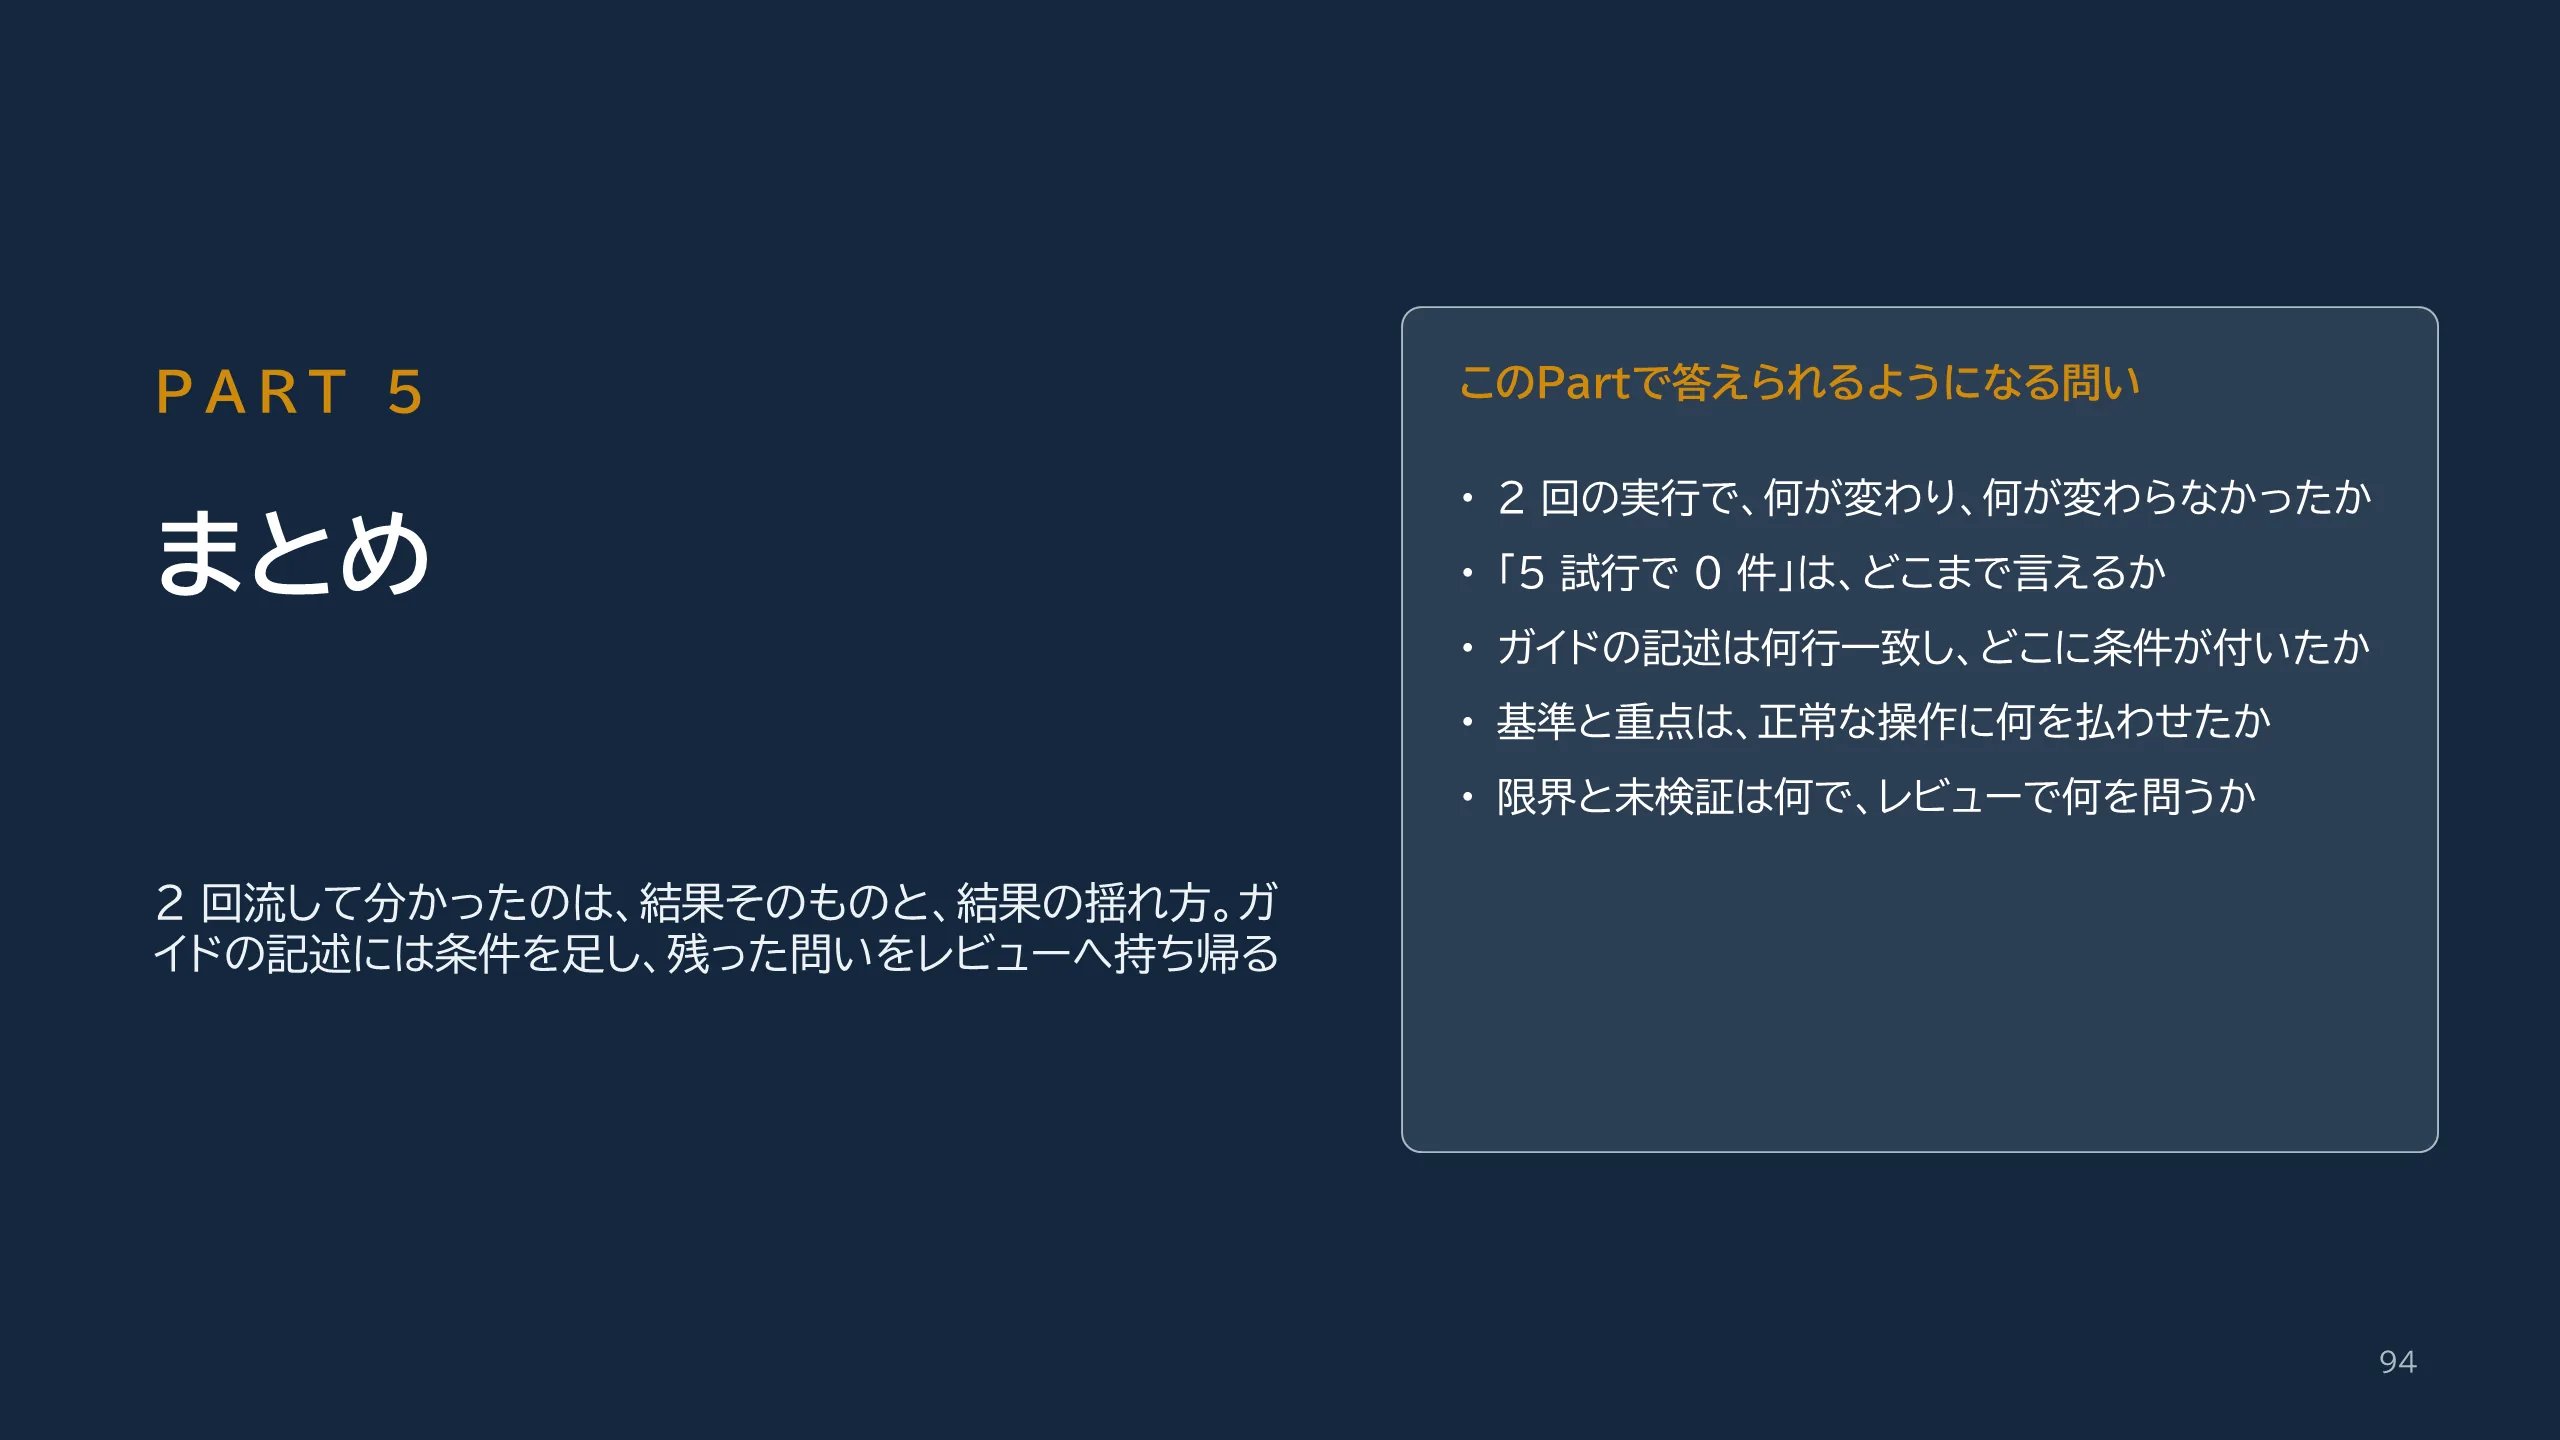 PART 5
まとめ
2 回流して分かったのは、結果そのものと、結果の揺れ方。ガ
イドの記述には条件を足し、残った問いをレビューへ持ち帰る
このPartで答えられるようになる問い
• 2 回の実行で、何が変わり、何が変わらなかったか
• 「5 試行で 0 件」は、どこまで言えるか
• ガイドの記述は何行一致し、どこに条件が付いたか
• 基準と重点は、正常な操作に何を払わせたか
• 限界と未検証は何で、レビューで何を問うか
94